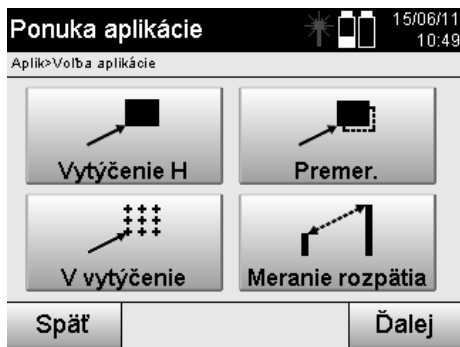 Ponuka aplikácie
15/06/11
10:49
Aplik>Voľba aplikácie
Vytýčenie H
Premer.
V vytýčenie
Meranie rozpätia
Späť
Ďalej